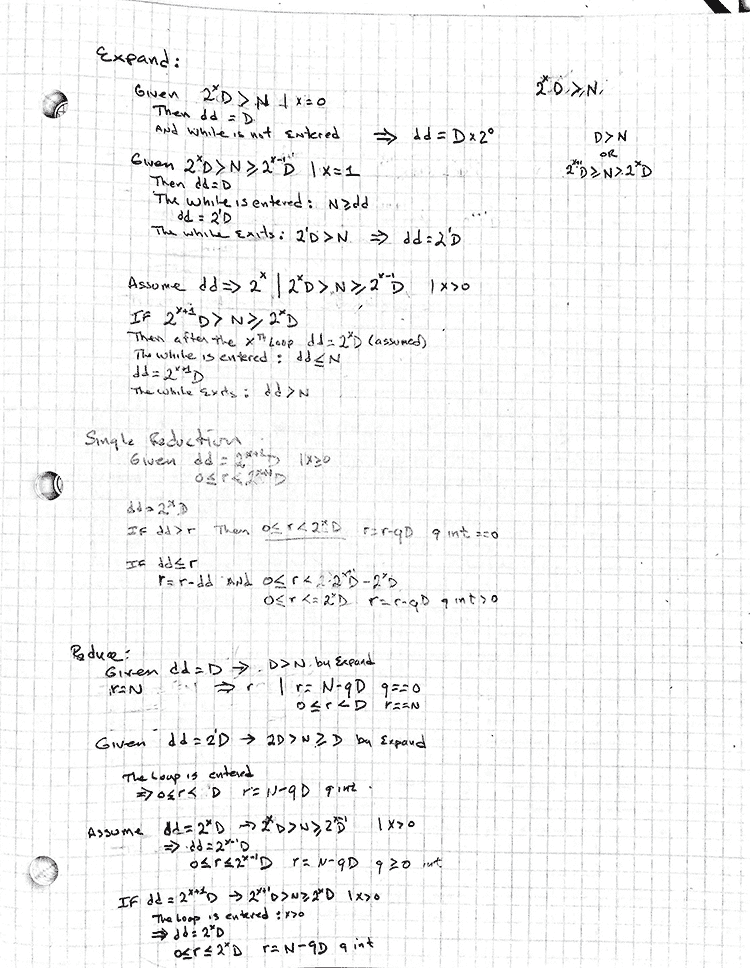 Expand:
Given 2^x D > N | x=0
Then dd = D
And while is not entered ⇒ dd = D×2^0
2^x D ≥ N
D > N
OR
2^{x+1} D ≥ N > 2^x D
Given 2^x D > N ≥ 2^{x-1} D | x=1
Then dd=D
The while is entered: N≥dd
dd = 2'D
The while exits: 2'D > N ⇒ dd=2'D
Assume dd ⇒ 2^x | 2^x D > N ≥ 2^{x-1} D | x>0
IF 2^{x+1} D > N ≥ 2^x D
Then after the x^th loop dd=2^x D (assumed)
The while is entered: dd ≤ N
dd=2^{x+1} D
The while exits: dd > N
Single Reduction
Given dd = 2^{x+1} D | x≥0
0 ≤ r < 2^{x+1} D
dd = 2^x D
IF dd>r Then 0 ≤ r < 2^x D r=r-qD q int ==0
IF dd≤r
r=r-dd AND 0 ≤ r < 2·2^x D - 2^x D
0 ≤ r <= 2^x D r=r-qD q int>0
Reduce:
Given dd = D → D>N by Expand
r=N ⇒ r | r= N-qD q==0
0 ≤ r < D r==N
Given dd=2'D → 2D > N ≥ D by Expand
The Loop is entered
⇒ 0≤r< D r= N-qD q int.
Assume dd=2^x D → 2^x D > N ≥ 2^{x-1} D | x>0
⇒ dd=2^{x-1} D
0≤r≤2^{x-1} D r= N-qD q≥0 int
IF dd = 2^{x+1} D → 2^{x+1} D > N ≥ 2^x D | x>0
The loop is entered: x>0
⇒ dd=2^x D
0≤r≤2^x D r=N-qD q int